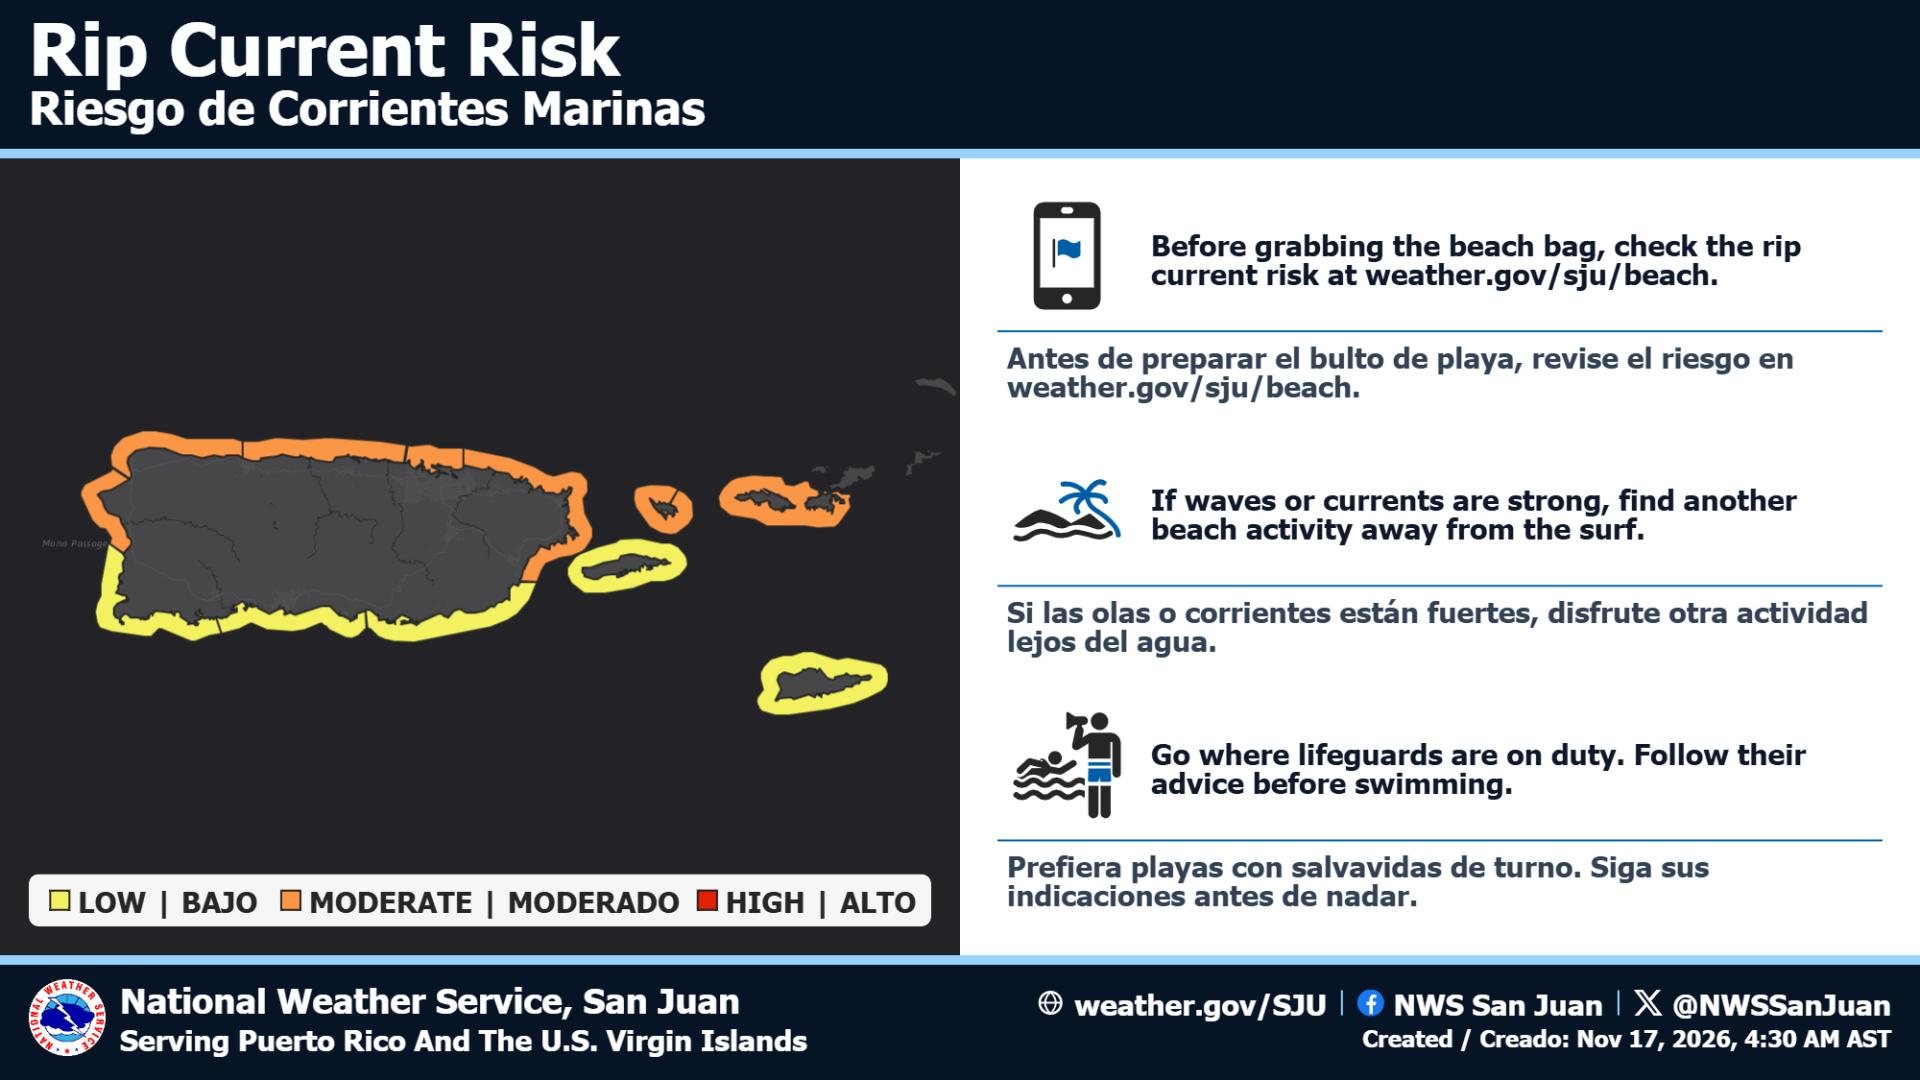 Rip Current Risk
Riesgo de Corrientes Marinas
Mona Passage
LOW | BAJO
MODERATE | MODERADO
HIGH | ALTO
Before grabbing the beach bag, check the rip
current risk at weather.gov/sju/beach.
Antes de preparar el bulto de playa, revise el riesgo en
weather.gov/sju/beach.
If waves or currents are strong, find another
beach activity away from the surf.
Si las olas o corrientes están fuertes, disfrute otra actividad
lejos del agua.
Go where lifeguards are on duty. Follow their
advice before swimming.
Prefiera playas con salvavidas de turno. Siga sus
indicaciones antes de nadar.
NATIONAL WEATHER SERVICE
National Weather Service, San Juan
Serving Puerto Rico And The U.S. Virgin Islands
weather.gov/SJU | NWS San Juan | @NWSSanJuan
Created / Creado: Nov 17, 2026, 4:30 AM AST